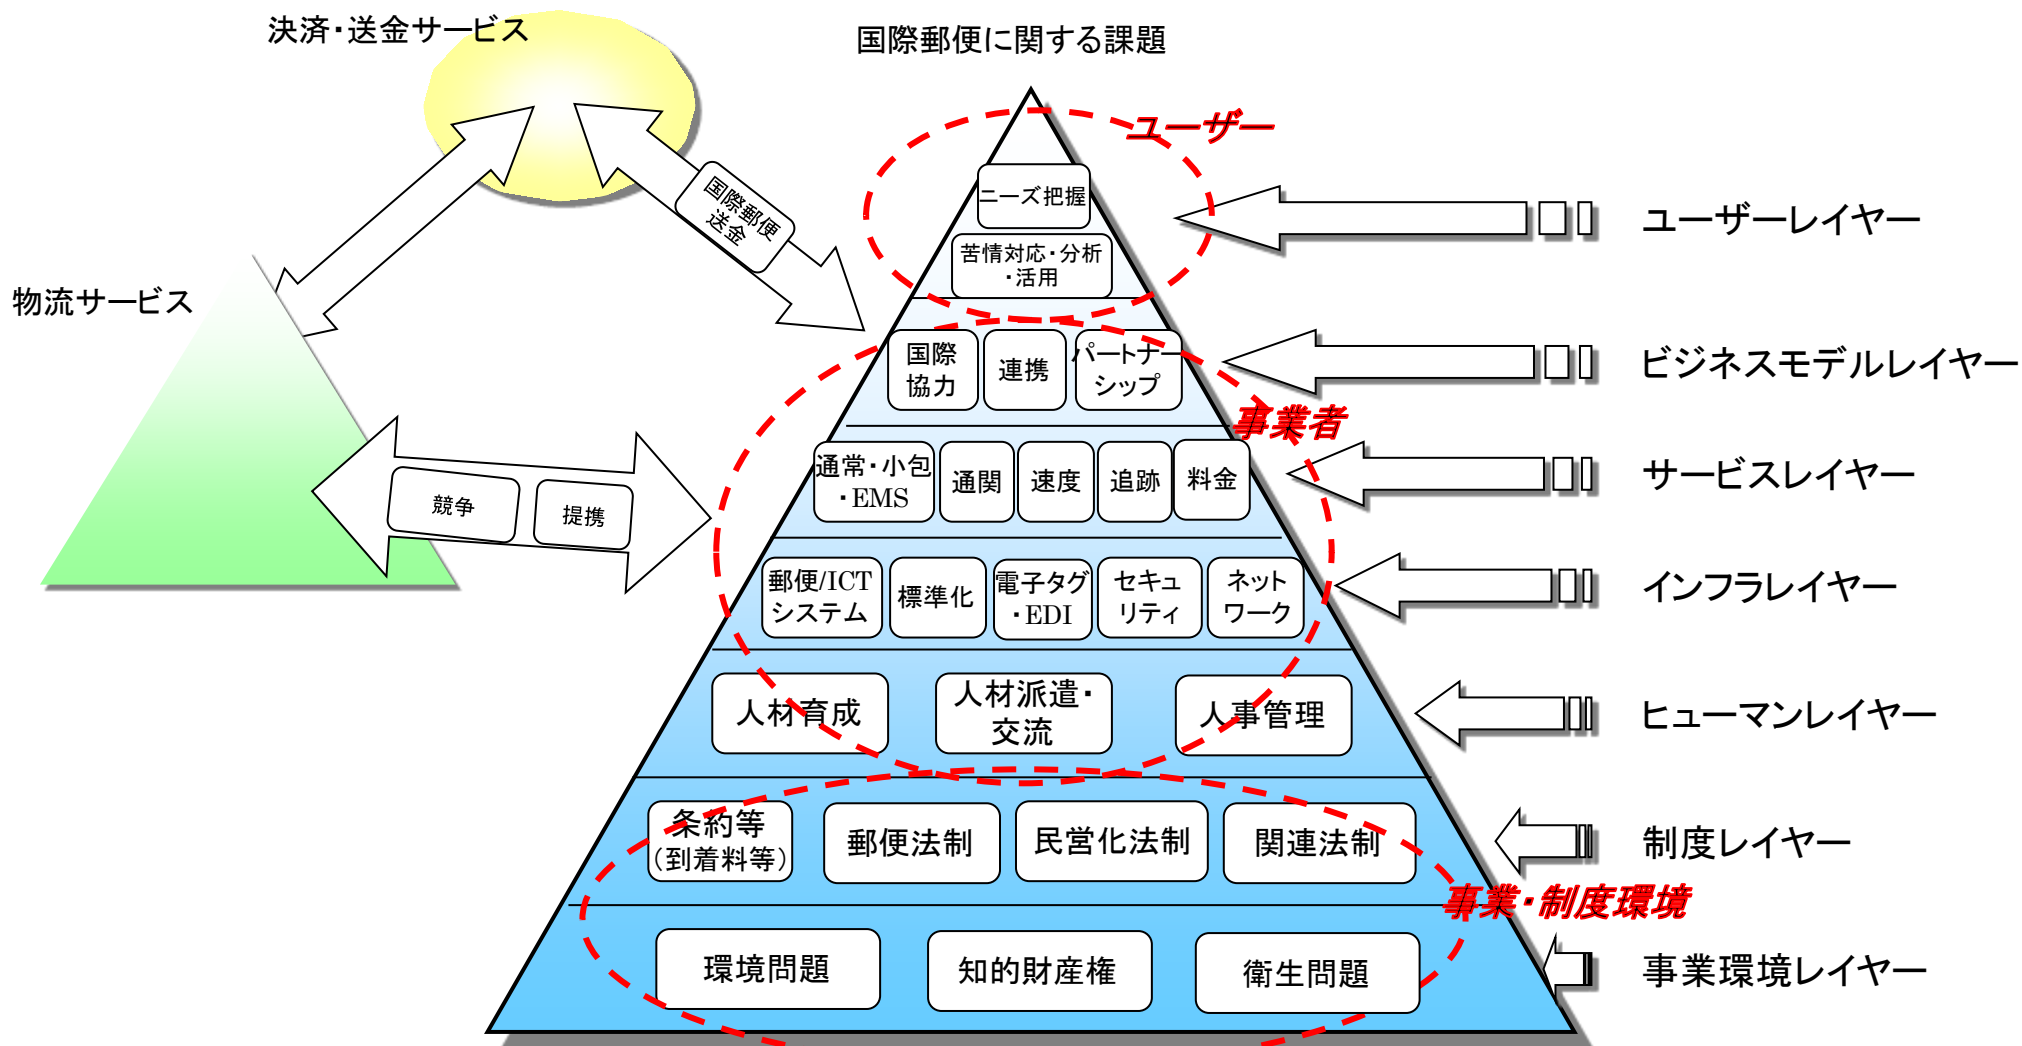 決済・送金サービス
国際郵便に関する課題
ユーザー
国際郵便
送金
ニーズ把握
ユーザーレイヤー
苦情対応・分析
・活用
物流サービス
国際
協力
連携
パートナー
シップ
ビジネスモデルレイヤー
事業者
通常・小包
・EMS
通関
速度
追跡
料金
サービスレイヤー
競争
提携
郵便/ICT
システム
標準化
電子タグ
・EDI
セキュ
リティ
ネット
ワーク
インフラレイヤー
人材育成
人材派遣・
交流
人事管理
ヒューマンレイヤー
条約等
(到着料等)
郵便法制
民営化法制
関連法制
制度レイヤー
事業・制度環境
環境問題
知的財産権
衛生問題
事業環境レイヤー